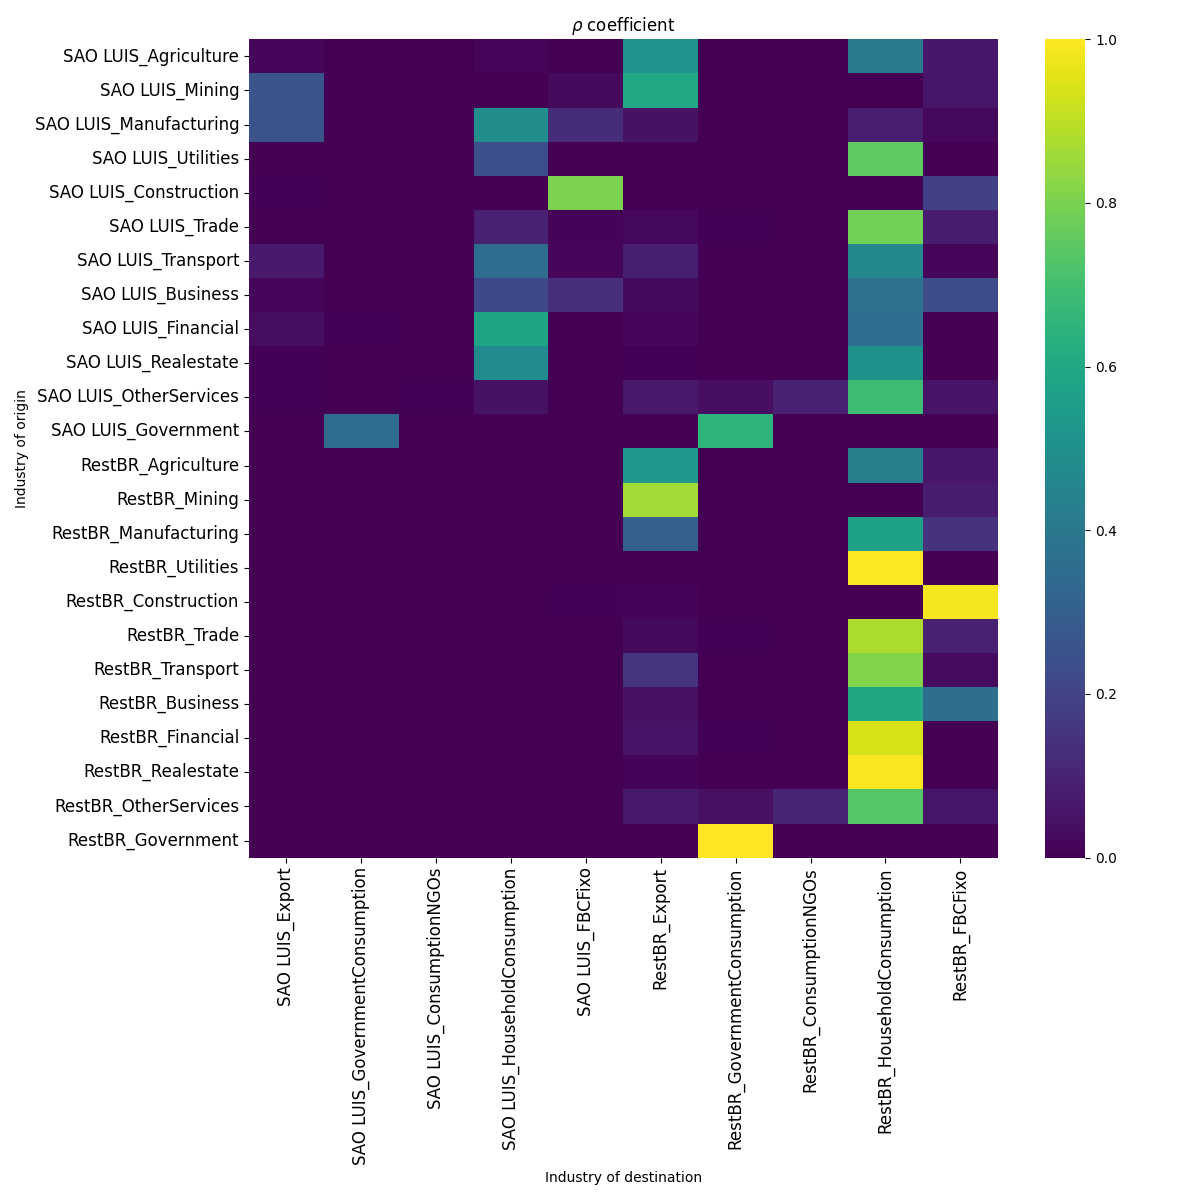 ρ coefficient
SAO LUIS_Agriculture
SAO LUIS_Mining
SAO LUIS_Manufacturing
SAO LUIS_Utilities
SAO LUIS_Construction
SAO LUIS_Trade
SAO LUIS_Transport
SAO LUIS_Business
SAO LUIS_Financial
SAO LUIS_Realestate
SAO LUIS_OtherServices
SAO LUIS_Government
RestBR_Agriculture
RestBR_Mining
RestBR_Manufacturing
RestBR_Utilities
RestBR_Construction
RestBR_Trade
RestBR_Transport
RestBR_Business
RestBR_Financial
RestBR_Realestate
RestBR_OtherServices
RestBR_Government
Industry of origin
SAO LUIS_Export
SAO LUIS_GovernmentConsumption
SAO LUIS_ConsumptionNGOs
SAO LUIS_HouseholdConsumption
SAO LUIS_FBCFixo
RestBR_Export
RestBR_GovernmentConsumption
RestBR_ConsumptionNGOs
RestBR_HouseholdConsumption
RestBR_FBCFixo
Industry of destination
1.0
0.8
0.6
0.4
0.2
0.0